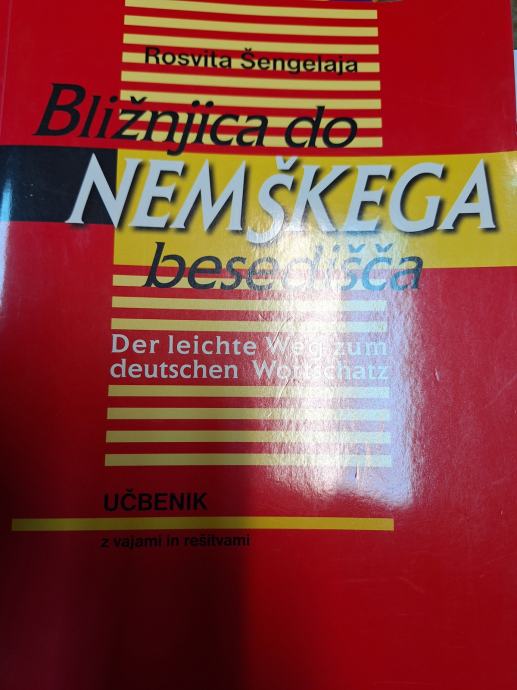 Rosvita Šengelaja
Bližnjica do
NEMŠKEGA
besedišča
Der leichte Weg zum
deutschen Wortschatz
UČBENIK
z vajami in rešitvami